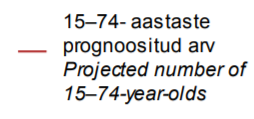 15–74- aastaste
prognoositud arv
Projected number of
15–74-year-olds